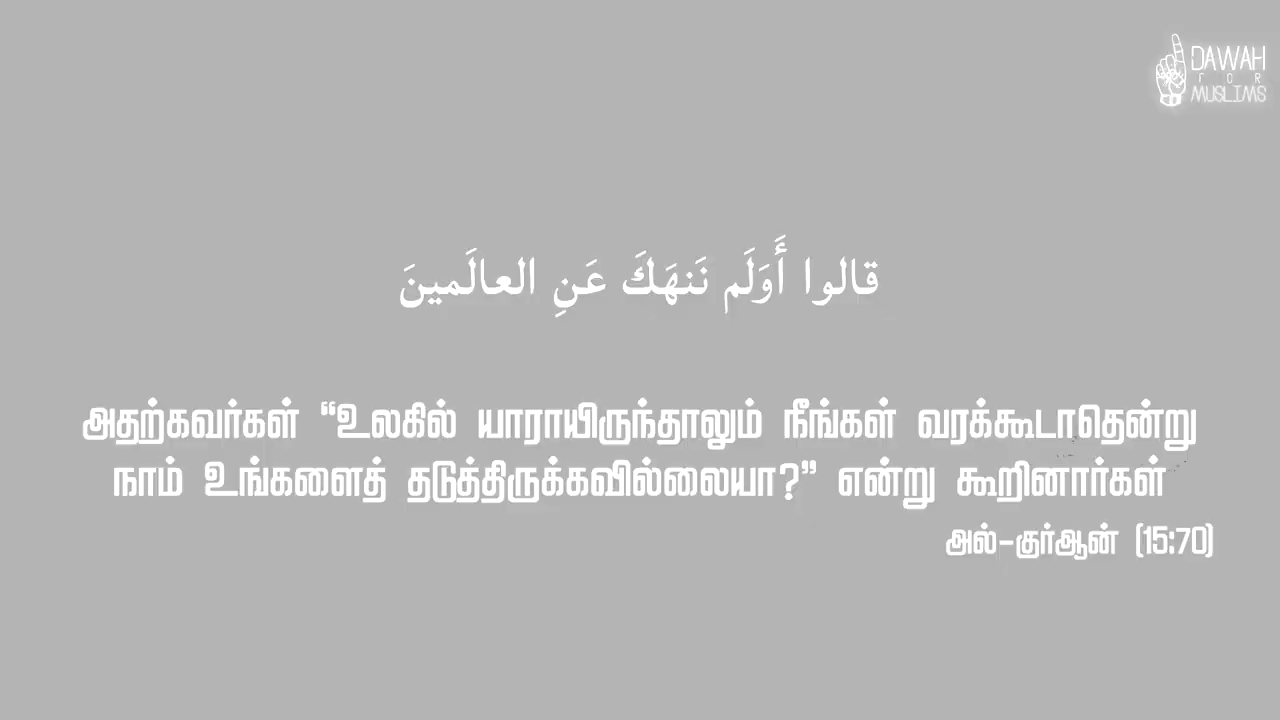 DAWAH
FOR
MUSLIMS
قالوا أَوَلَم نَنهَكَ عَنِ العالَمينَ
அதற்கவர்கள் “உலகில் யாராயிருந்தாலும் நீங்கள் வரக்கூடாதென்று
நாம் உங்களைத் தடுத்திருக்கவில்லையா?” என்று கூறினார்கள்
அல்-குர்ஆன் (15:70)